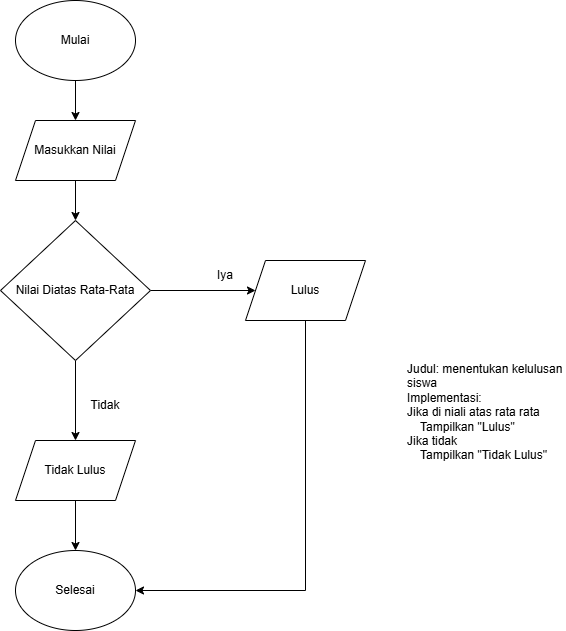 Mulai
Masukkan Nilai
Nilai Diatas Rata-Rata
Iya
Lulus
Tidak
Tidak Lulus
Selesai
Judul: menentukan kelulusan
siswa
Implementasi:
Jika di niali atas rata rata
Tampilkan "Lulus"
Jika tidak
Tampilkan "Tidak Lulus"